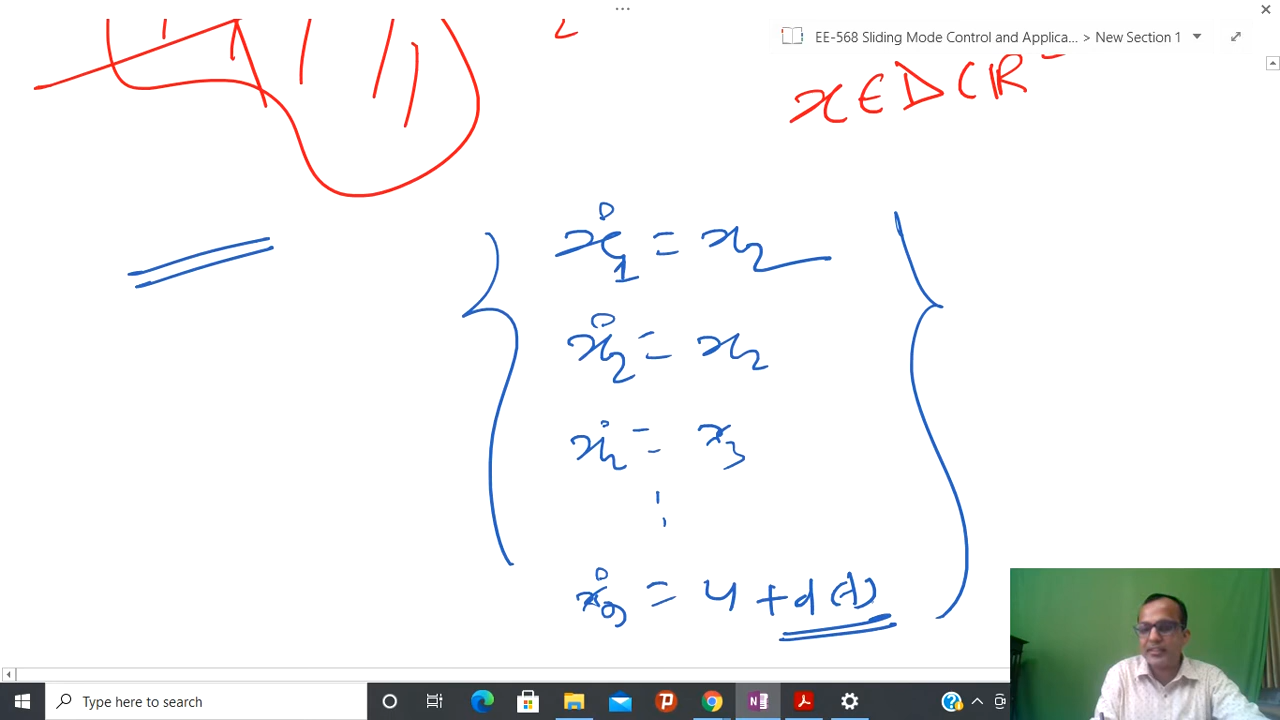 EE-568 Sliding Mode Control and Applica... > New Section 1
2
x ∈ D ⊂ ℝ
ẋ₁ = x₂
ẋ₂ = x₂
ẋ₂ = x₃
⋮
ẋₙ = u + d(t)
Type here to search